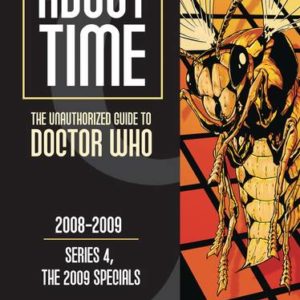 ABOUT
TIME
THE UNAUTHORIZED GUIDE TO
DOCTOR WHO
2008-2009
SERIES 4,
THE 2009 SPECIALS